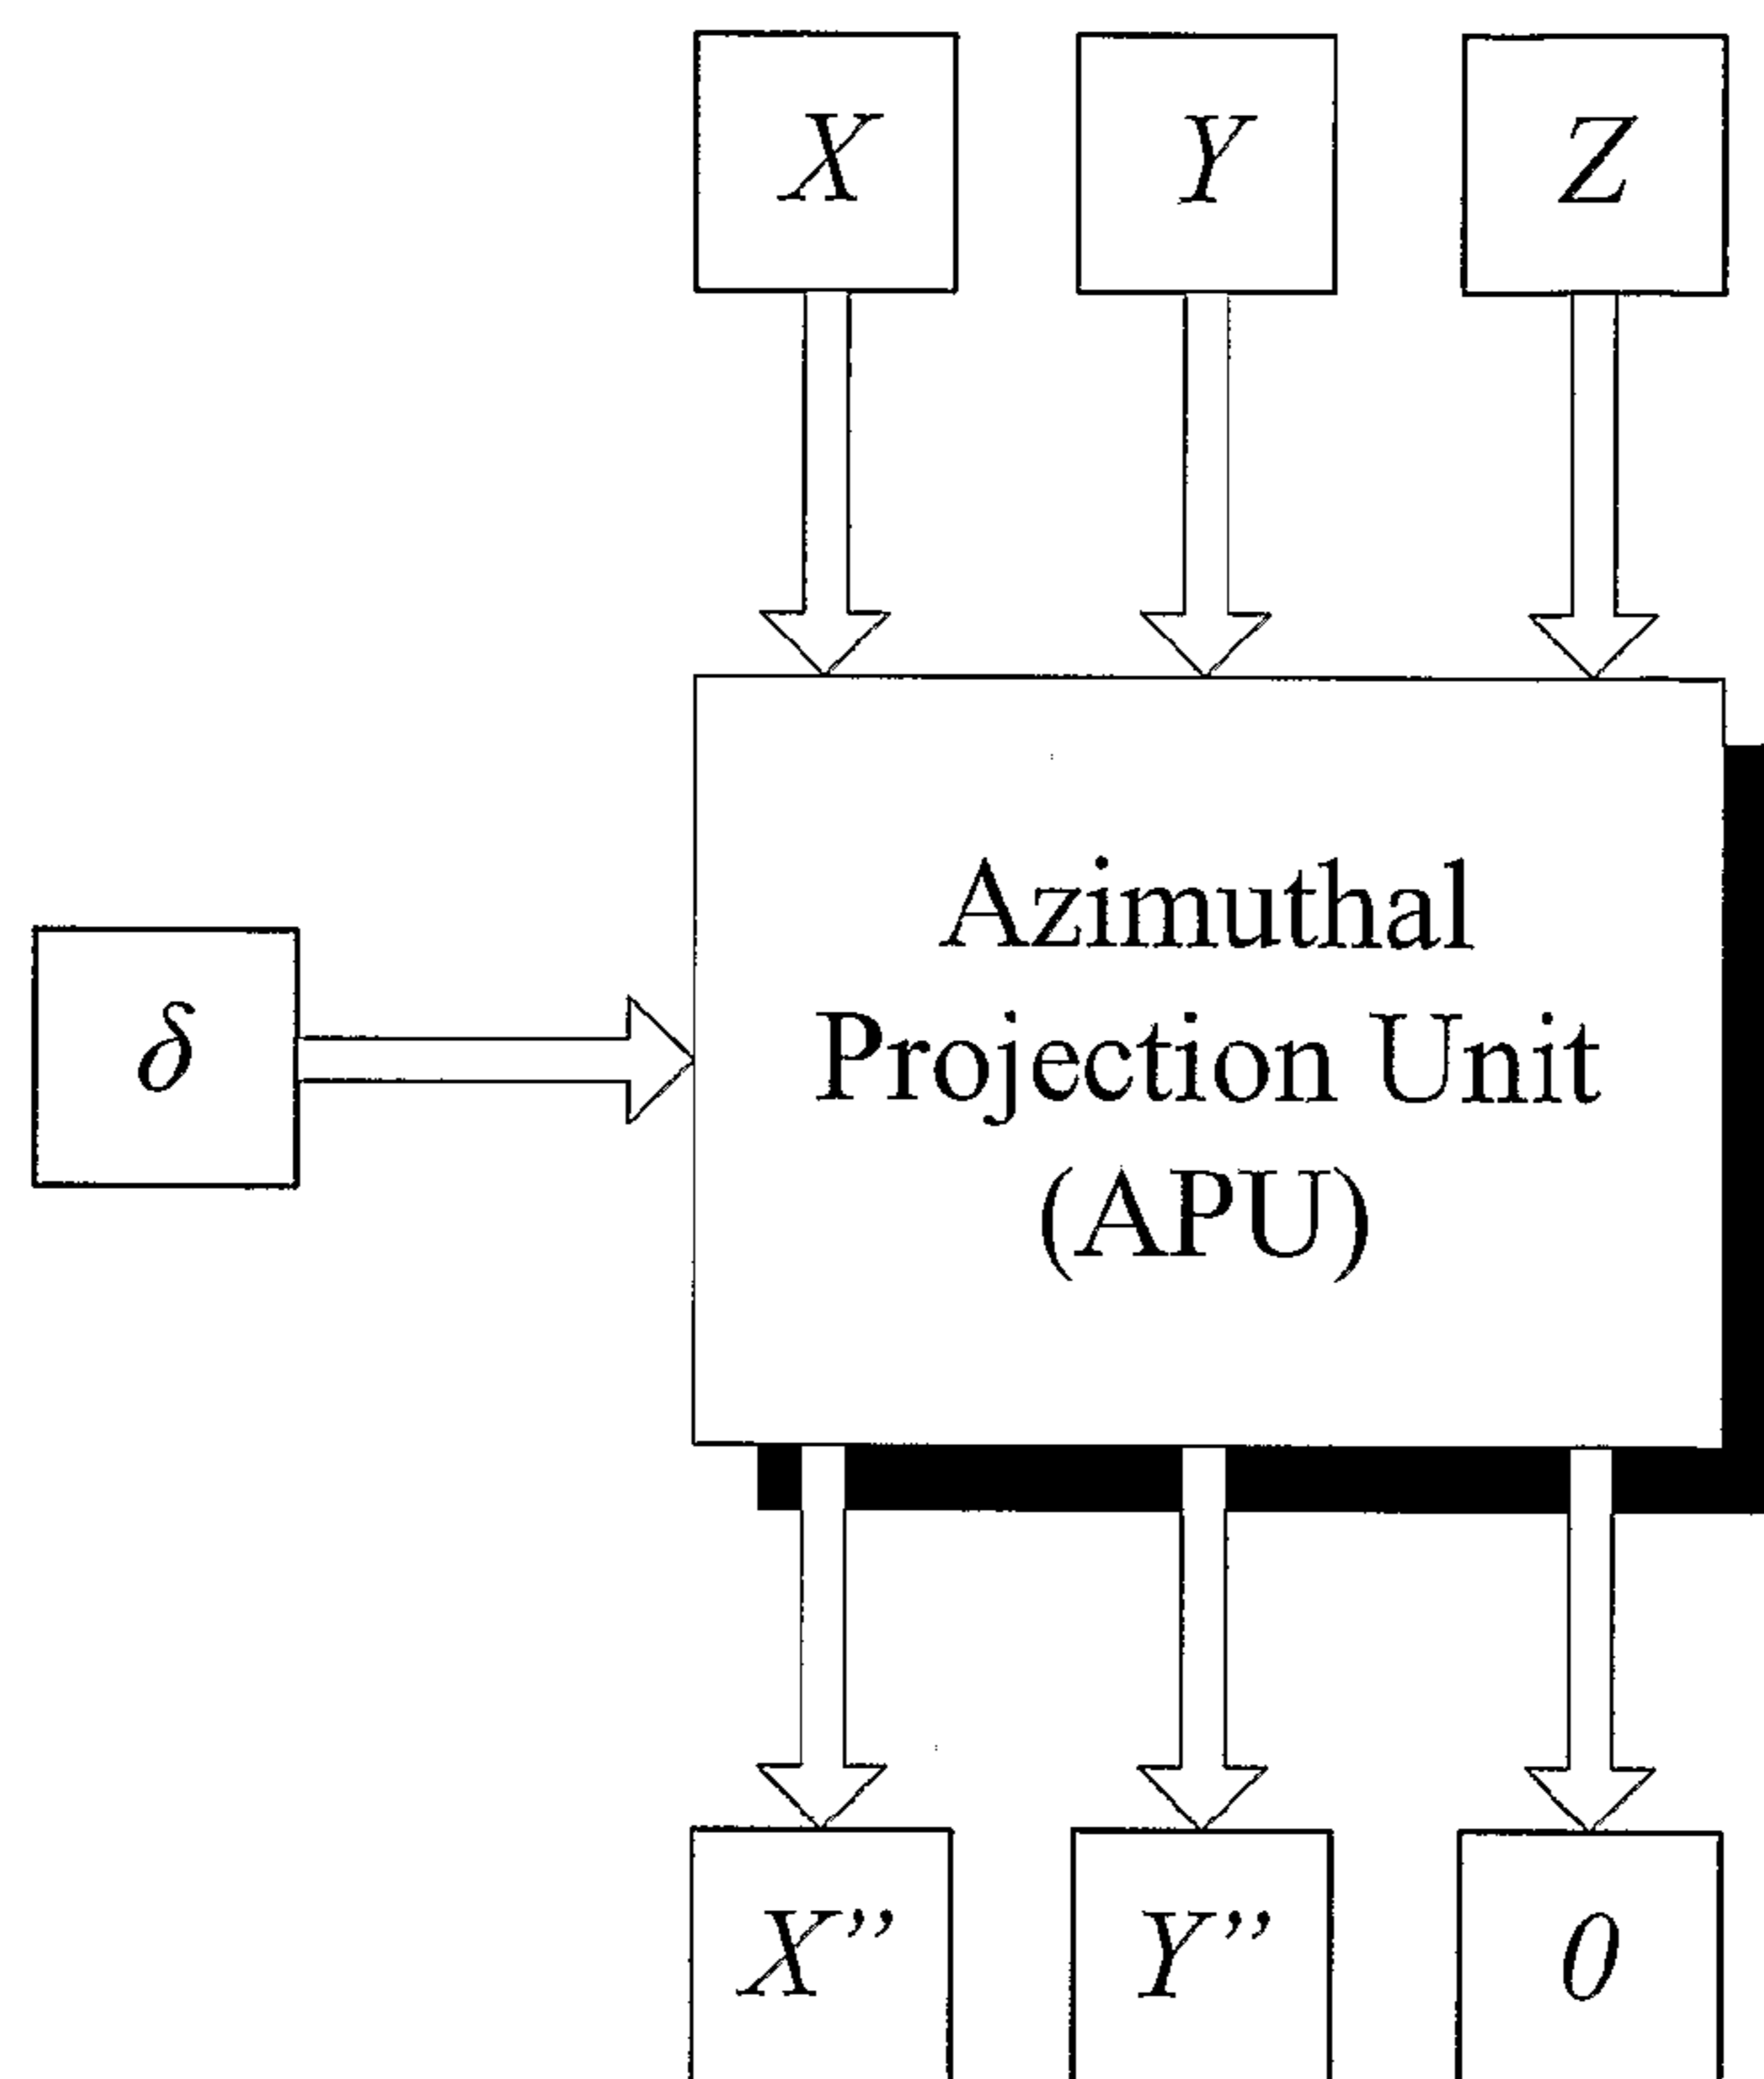 X Y Z
Azimuthal
δ Projection Unit
(APU)
X” Y” 0